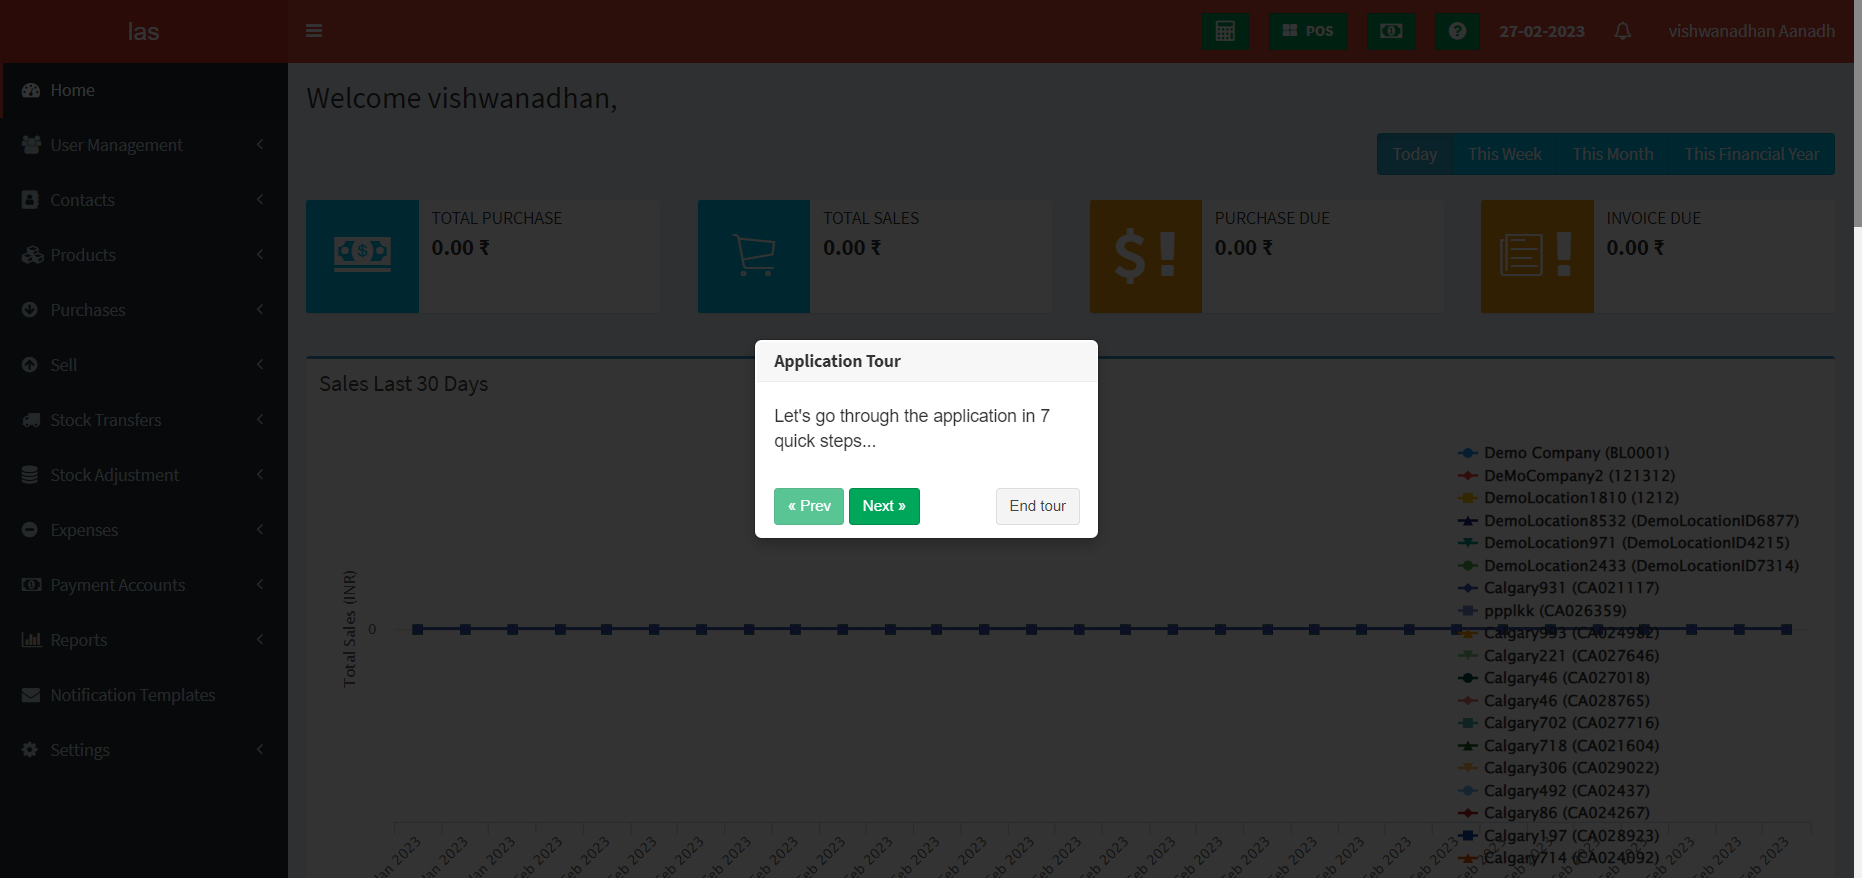 las
POS
27-02-2023
vishwanadhan Aanadh
Home
User Management
Contacts
Products
Purchases
Sell
Stock Transfers
Stock Adjustment
Expenses
Payment Accounts
Reports
Notification Templates
Settings
Welcome vishwanadhan,
Today
This Week
This Month
This Financial Year
TOTAL PURCHASE
0.00 ₹
TOTAL SALES
0.00 ₹
PURCHASE DUE
0.00 ₹
INVOICE DUE
0.00 ₹
Sales Last 30 Days
Application Tour
Let's go through the application in 7
quick steps...
« Prev
Next »
End tour
Total Sales (INR)
0
Demo Company (BL0001)
DeMoCompany2 (121312)
DemoLocation1810 (1212)
DemoLocation8532 (DemoLocationID6877)
DemoLocation971 (DemoLocationID4215)
DemoLocation2433 (DemoLocationID7314)
Calgary931 (CA021117)
ppplkk (CA026359)
Calgary993 (CA024982)
Calgary221 (CA027646)
Calgary46 (CA027018)
Calgary46 (CA028765)
Calgary702 (CA027716)
Calgary718 (CA021604)
Calgary306 (CA029022)
Calgary492 (CA02437)
Calgary86 (CA024267)
Calgary197 (CA028923)
Calgary714 (CA024092)